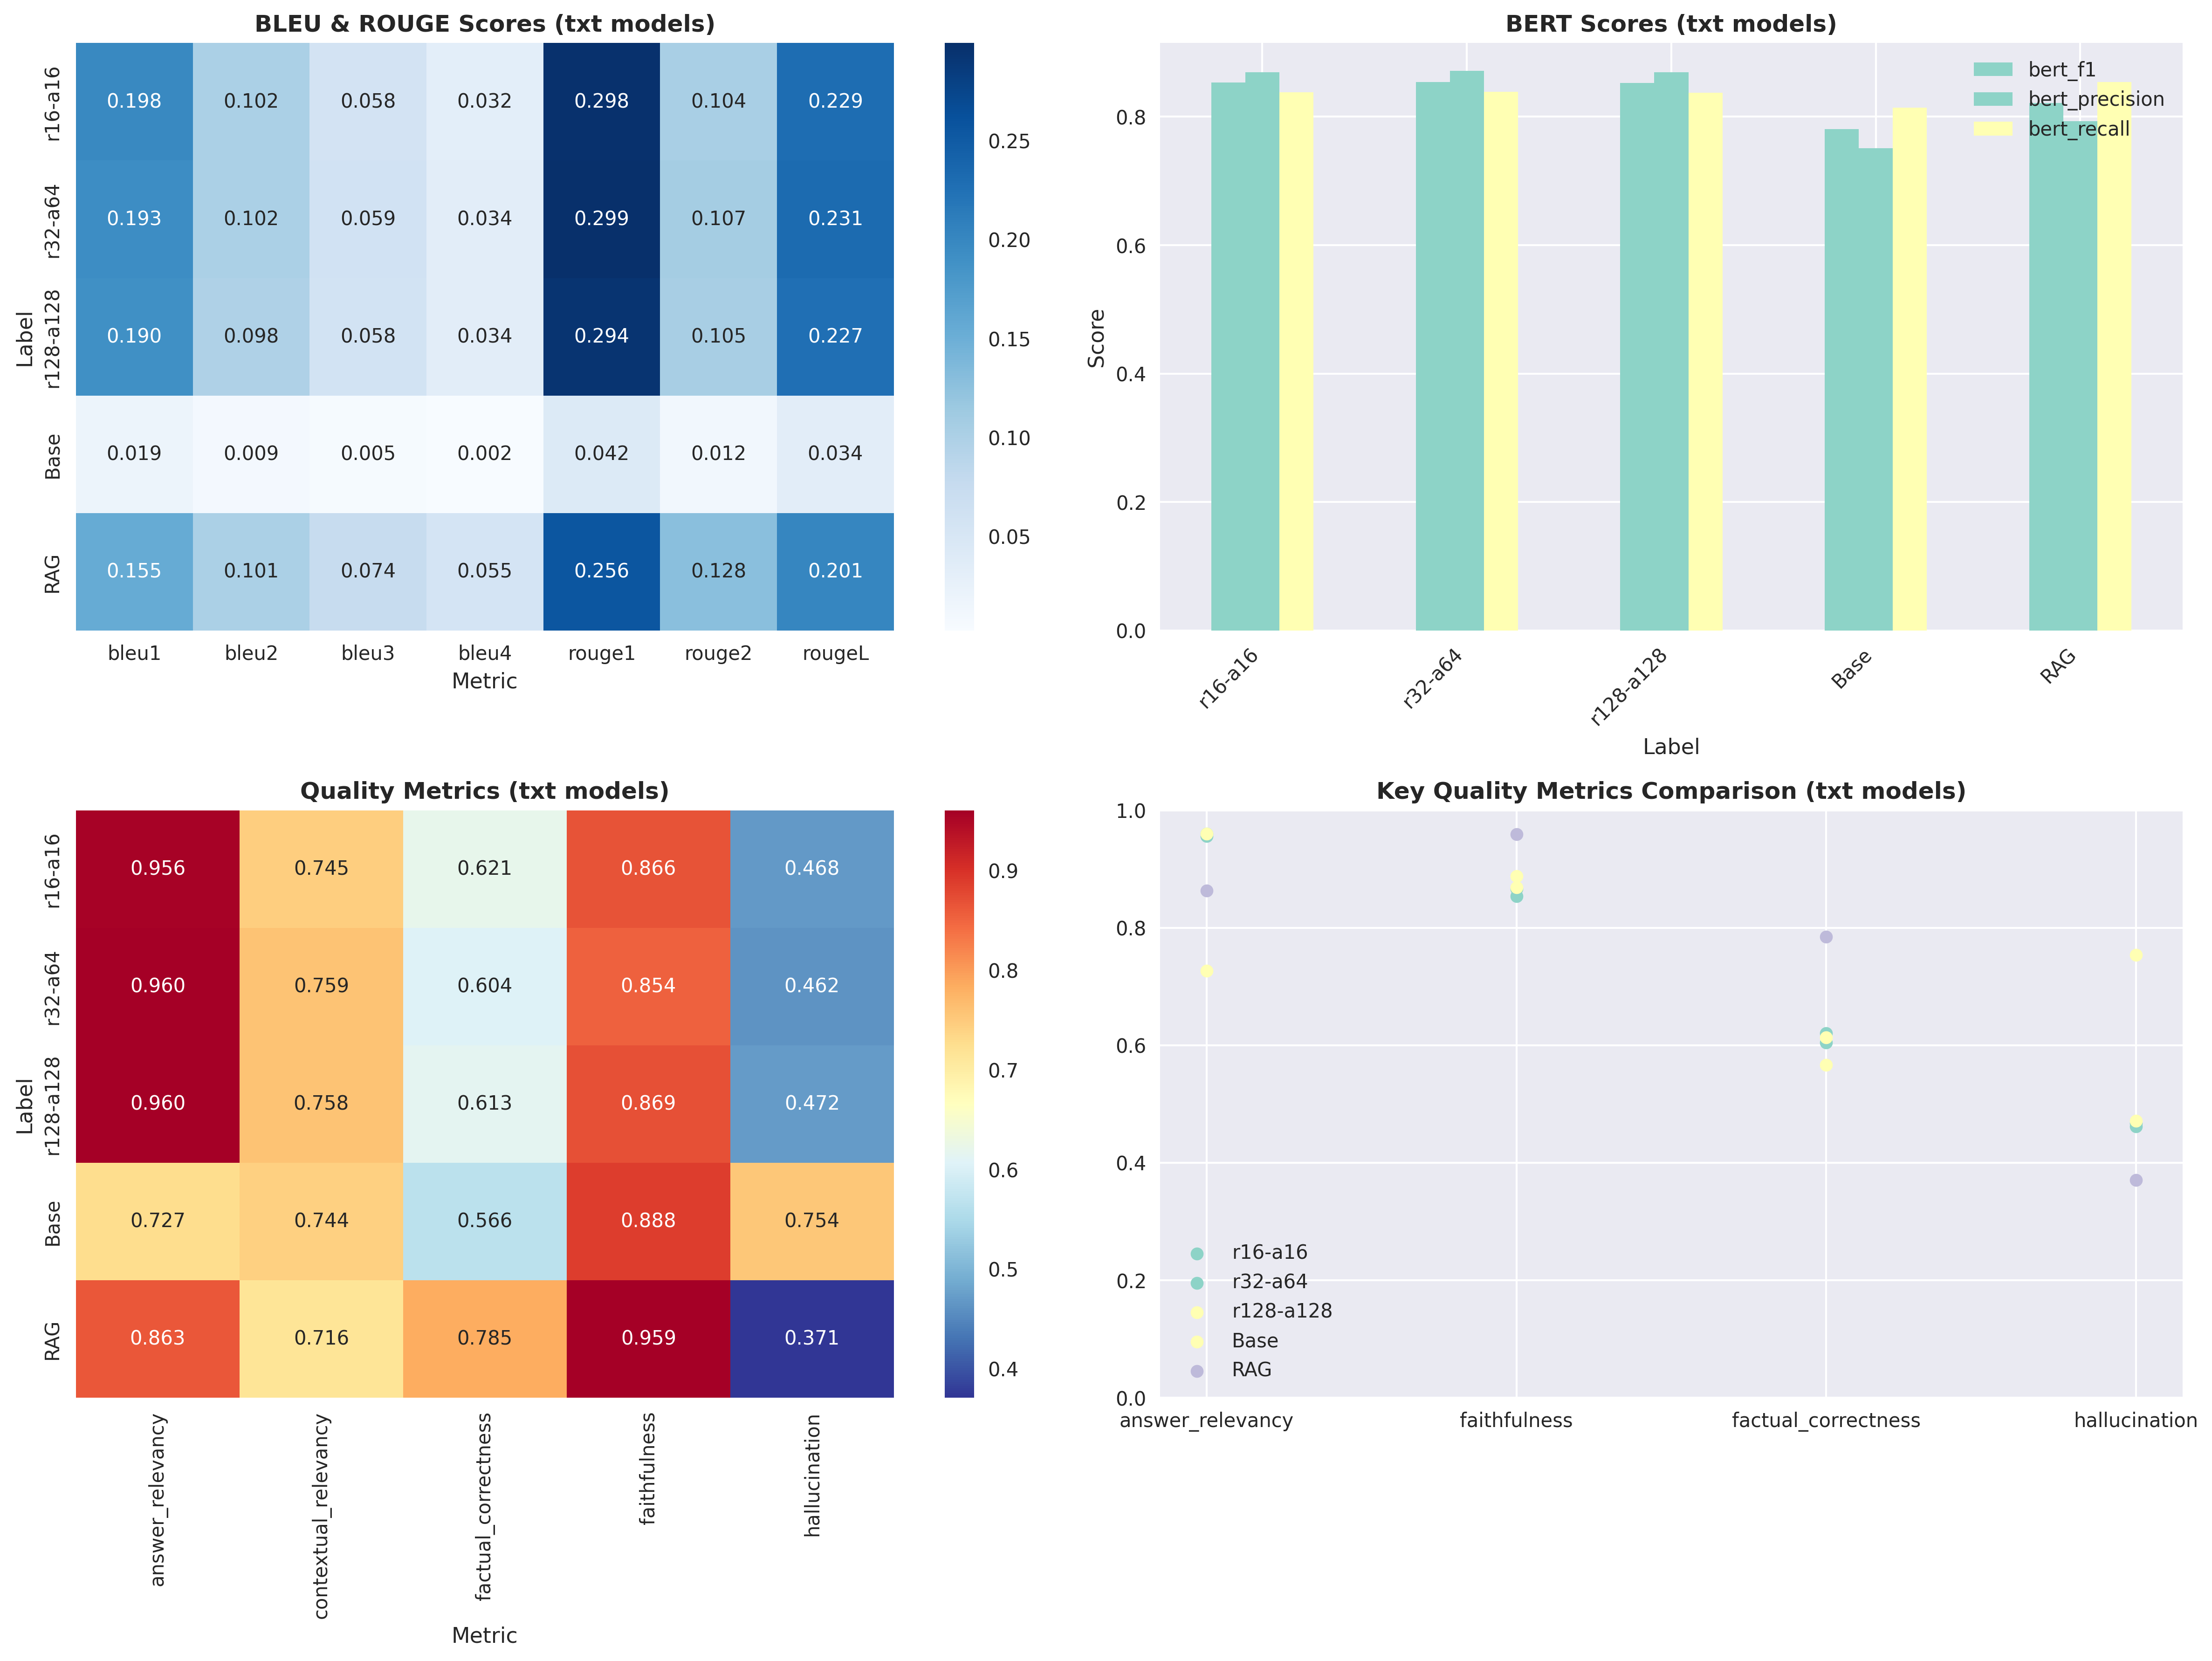 BLEU & ROUGE Scores (txt models)
Label
r16-a16
r32-a64
r128-a128
Base
RAG
0.198 0.102 0.058 0.032 0.298 0.104 0.229
0.193 0.102 0.059 0.034 0.299 0.107 0.231
0.190 0.098 0.058 0.034 0.294 0.105 0.227
0.019 0.009 0.005 0.002 0.042 0.012 0.034
0.155 0.101 0.074 0.055 0.256 0.128 0.201
bleu1 bleu2 bleu3 bleu4 rouge1 rouge2 rougeL
Metric
0.25
0.20
0.15
0.10
0.05
BERT Scores (txt models)
Score
0.8
0.6
0.4
0.2
0.0
bert_f1
bert_precision
bert_recall
r16-a16 r32-a64 r128-a128 Base RAG
Label
Quality Metrics (txt models)
Label
r16-a16
r32-a64
r128-a128
Base
RAG
0.956 0.745 0.621 0.866 0.468
0.960 0.759 0.604 0.854 0.462
0.960 0.758 0.613 0.869 0.472
0.727 0.744 0.566 0.888 0.754
0.863 0.716 0.785 0.959 0.371
answer_relevancy contextual_relevancy factual_correctness faithfulness hallucination
Metric
0.9
0.8
0.7
0.6
0.5
0.4
Key Quality Metrics Comparison (txt models)
1.0
0.8
0.6
0.4
0.2
0.0
r16-a16
r32-a64
r128-a128
Base
RAG
answer_relevancy faithfulness factual_correctness hallucination